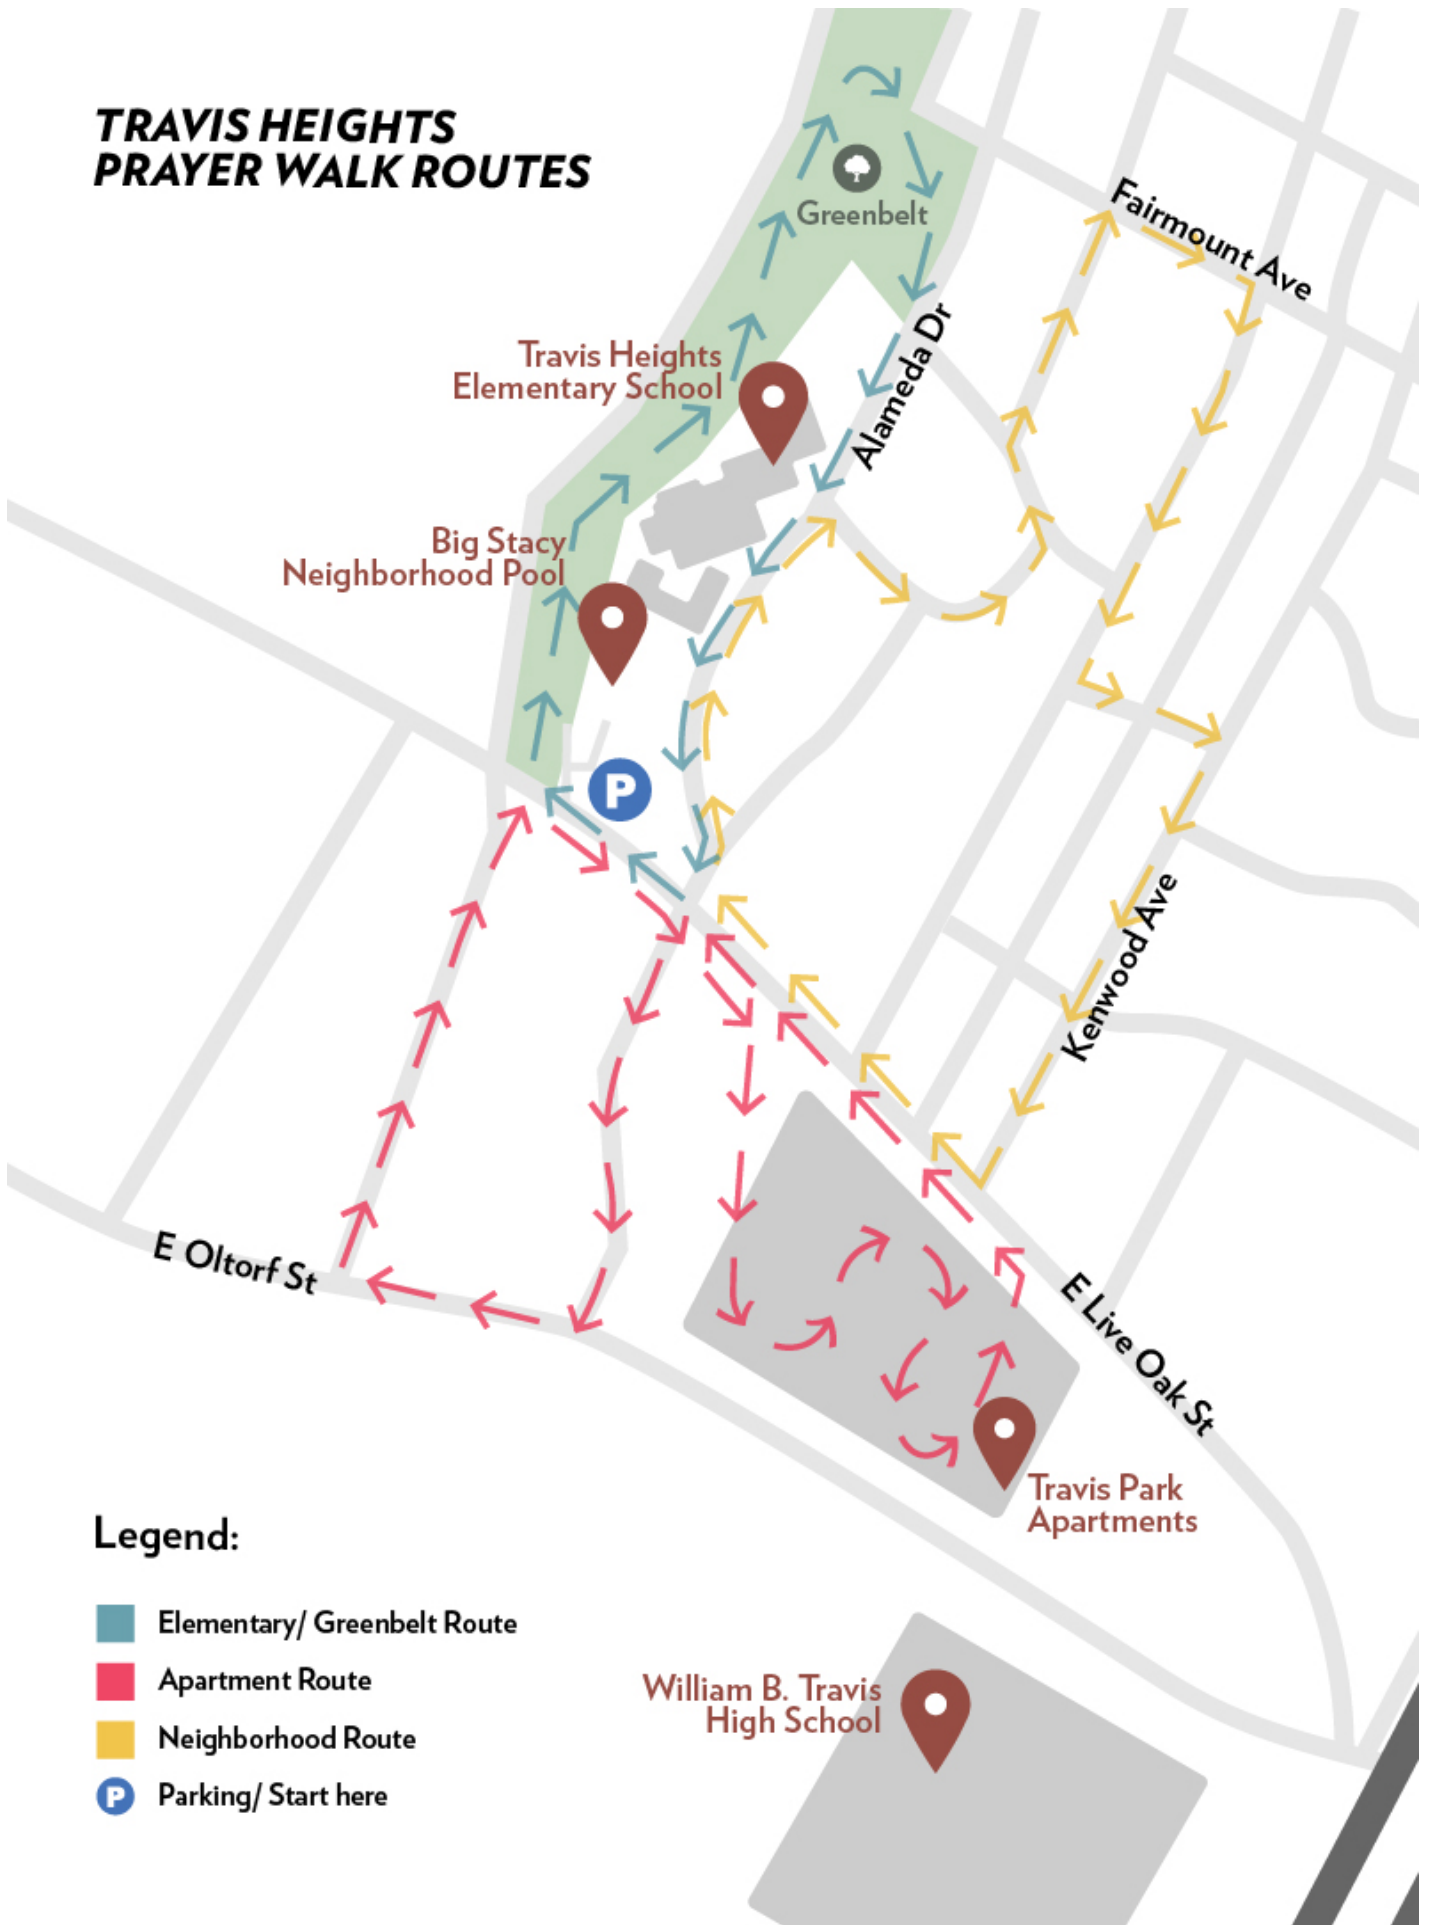 TRAVIS HEIGHTS
PRAYER WALK ROUTES
Greenbelt
Fairmount Ave
Alameda Dr
Travis Heights
Elementary School
Big Stacy
Neighborhood Pool
P
Kenwood Ave
E Oltorf St
E Live Oak St
Travis Park
Apartments
William B. Travis
High School
Legend:
Elementary/ Greenbelt Route
Apartment Route
Neighborhood Route
P Parking/ Start here